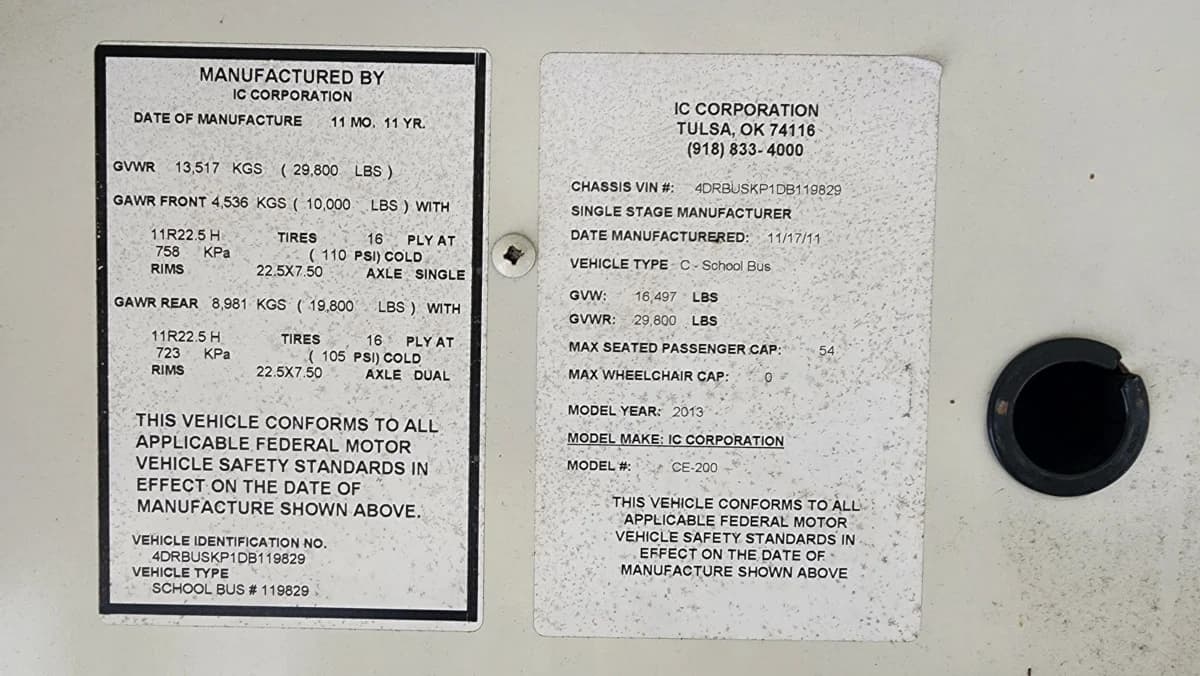 MANUFACTURED BY
IC CORPORATION
DATE OF MANUFACTURE 11 MO. 11 YR.
GVWR 13,517 KGS ( 29,800 LBS )
GAWR FRONT 4,536 KGS ( 10,000 LBS ) WITH
11R22.5 H TIRES 16 PLY AT
758 KPa ( 110 PSI) COLD
RIMS 22.5X7.50 AXLE SINGLE
GAWR REAR 8,981 KGS ( 19,800 LBS ) WITH
11R22.5 H TIRES 16 PLY AT
723 KPa ( 105 PSI) COLD
RIMS 22.5X7.50 AXLE DUAL
THIS VEHICLE CONFORMS TO ALL
APPLICABLE FEDERAL MOTOR
VEHICLE SAFETY STANDARDS IN
EFFECT ON THE DATE OF
MANUFACTURE SHOWN ABOVE.
VEHICLE IDENTIFICATION NO.
4DRBUSKP1DB119829
VEHICLE TYPE
SCHOOL BUS # 119829
IC CORPORATION
TULSA, OK 74116
(918) 833- 4000
CHASSIS VIN #: 4DRBUSKP1DB119829
SINGLE STAGE MANUFACTURER
DATE MANUFACTURERED: 11/17/11
VEHICLE TYPE C - School Bus
GVW: 16,497 LBS
GVWR: 29,800 LBS
MAX SEATED PASSENGER CAP: 54
MAX WHEELCHAIR CAP: 0
MODEL YEAR: 2013
MODEL MAKE: IC CORPORATION
MODEL #: CE-200
THIS VEHICLE CONFORMS TO ALL
APPLICABLE FEDERAL MOTOR
VEHICLE SAFETY STANDARDS IN
EFFECT ON THE DATE OF
MANUFACTURE SHOWN ABOVE